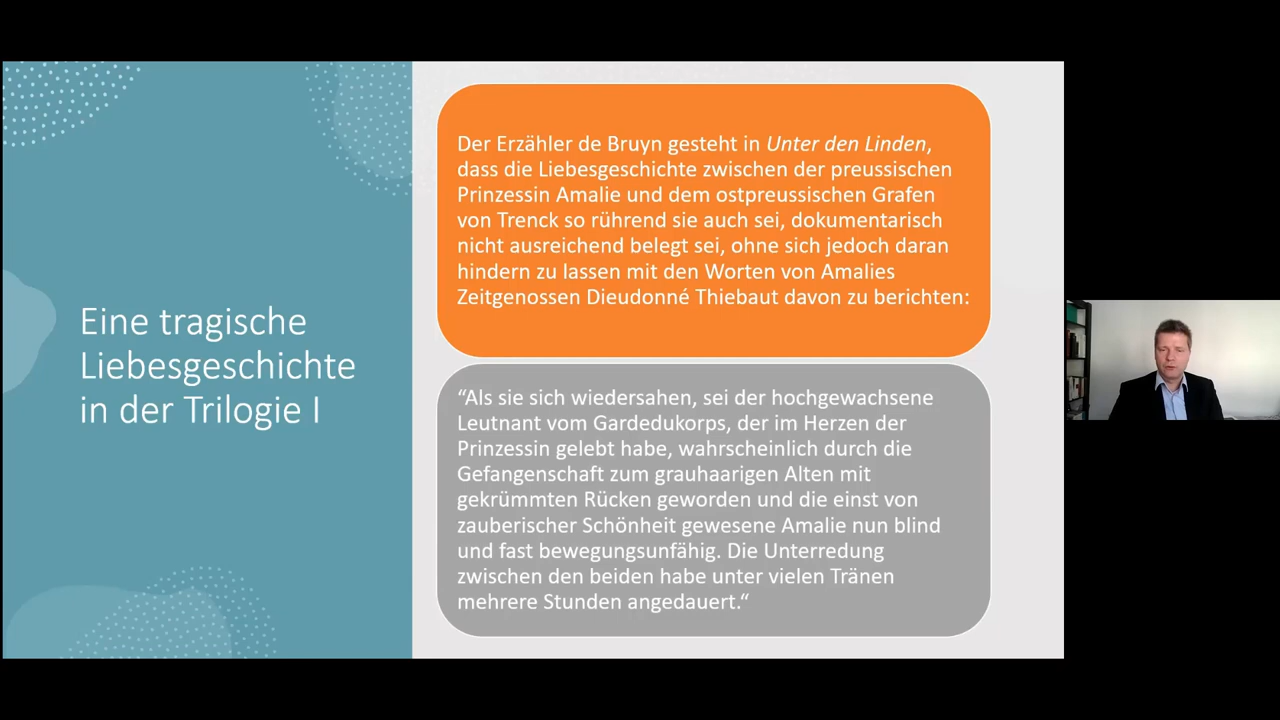 Eine tragische
Liebesgeschichte
in der Trilogie I
Der Erzähler de Bruyn gesteht in Unter den Linden,
dass die Liebesgeschichte zwischen der preussischen
Prinzessin Amalie und dem ostpreussischen Grafen
von Trenck so rührend sie auch sei, dokumentarisch
nicht ausreichend belegt sei, ohne sich jedoch daran
hindern zu lassen mit den Worten von Amalies
Zeitgenossen Dieudonné Thiebaut davon zu berichten:
“Als sie sich wiedersahen, sei der hochgewachsene
Leutnant vom Gardedukorps, der im Herzen der
Prinzessin gelebt habe, wahrscheinlich durch die
Gefangenschaft zum grauhaarigen Alten mit
gekrümmten Rücken geworden und die einst von
zauberischer Schönheit gewesene Amalie nun blind
und fast bewegungsunfähig. Die Unterredung
zwischen den beiden habe unter vielen Tränen
mehrere Stunden angedauert.“